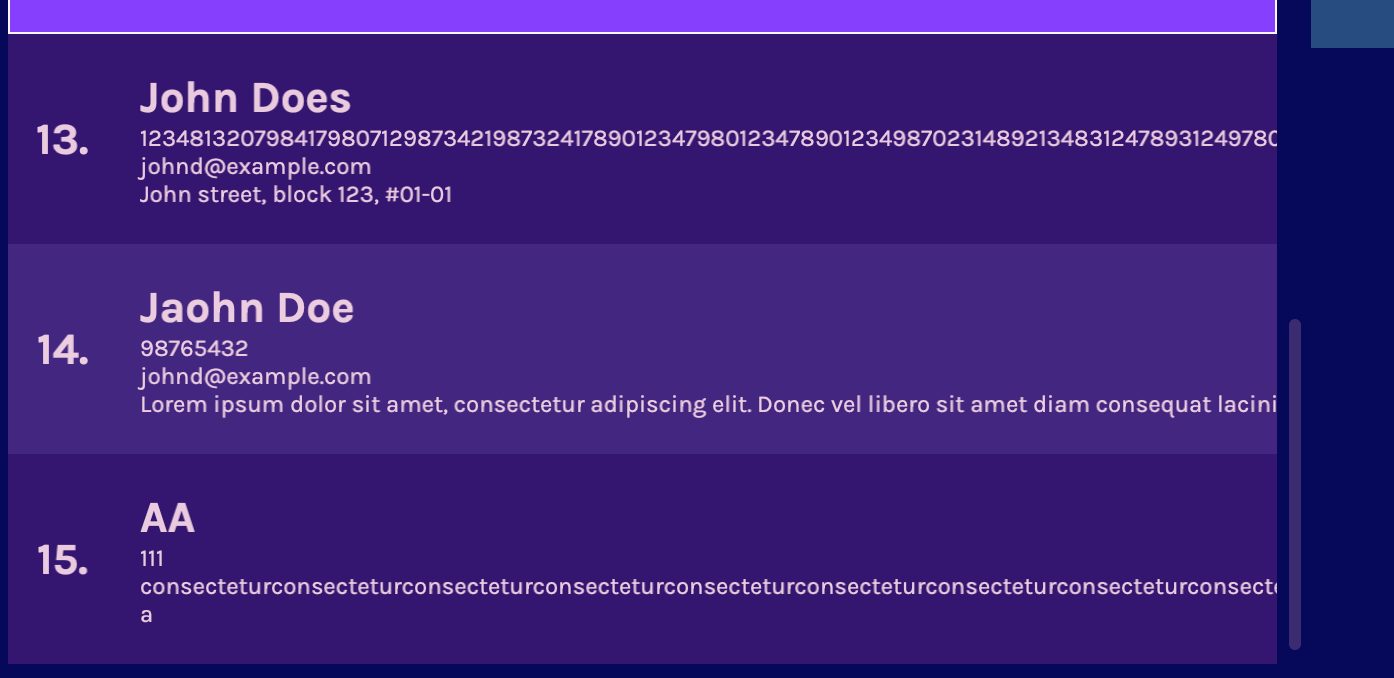 13.
John Does
12348132079841798071298734219873241789012347980123478901234987023148921348312478931249780
johnd@example.com
John street, block 123, #01-01
14.
Jaohn Doe
98765432
johnd@example.com
Lorem ipsum dolor sit amet, consectetur adipiscing elit. Donec vel libero sit amet diam consequat lacini
15.
AA
111
consecteturconsecteturconsecteturconsecteturconsecteturconsecteturconsecteturconsecteturconsecte
a